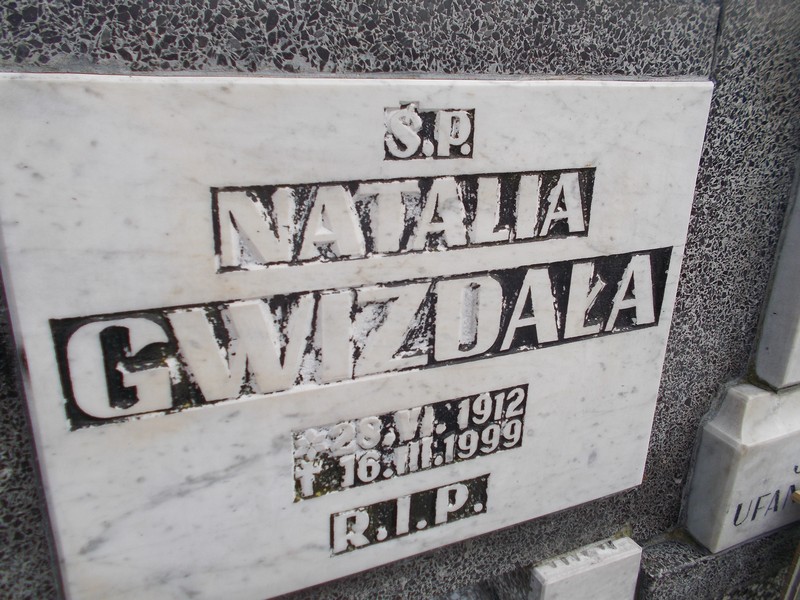 Ś.P.
NATALIA
GWIZDAŁA
* 28.VI.1912
† 16.III.1999
R.I.P.